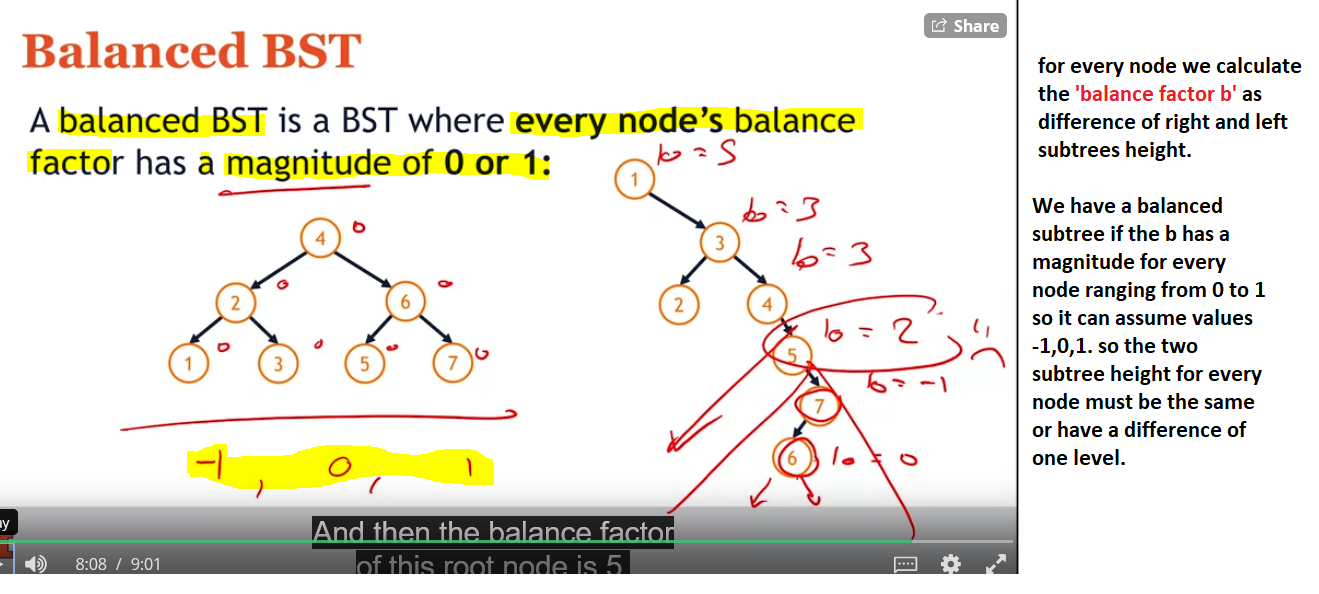 Share
Balanced BST
A balanced BST is a BST where every node's balance
factor has a magnitude of 0 or 1:
b = 5
1
b = 3
3
b = 3
2
4
b = 2
5
b = -1
7
6
b = 0
4 0
2 0
6 0
1 0
3 0
5 0
7 0
-1, 0, 1
And then the balance factor
of this root node is 5
ay
8:08 / 9:01
for every node we calculate
the 'balance factor b' as
difference of right and left
subtrees height.
We have a balanced
subtree if the b has a
magnitude for every
node ranging from 0 to 1
so it can assume values
-1,0,1. so the two
subtree height for every
node must be the same
or have a difference of
one level.